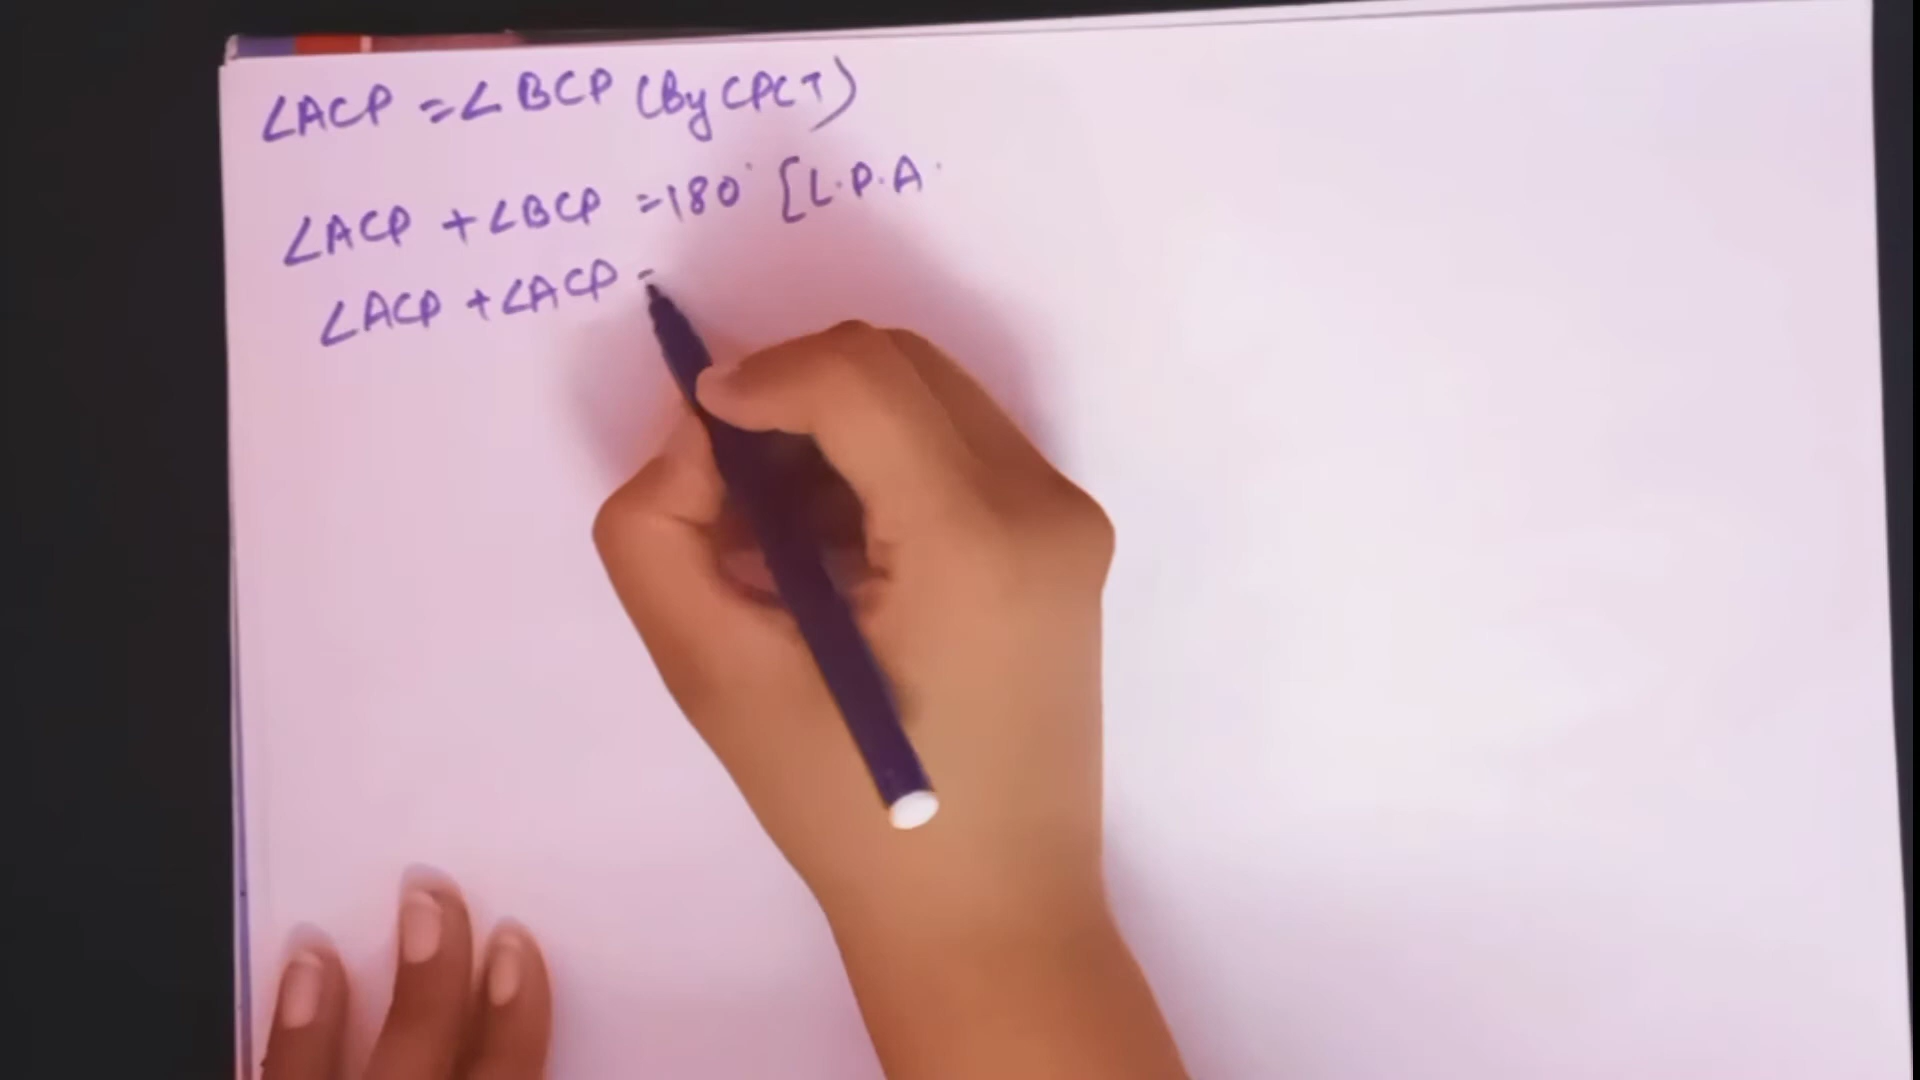 ∠ACP = ∠BCP (By CPCT)
∠ACP + ∠BCP = 180° [L.P.A.
∠ACP + ∠ACP =